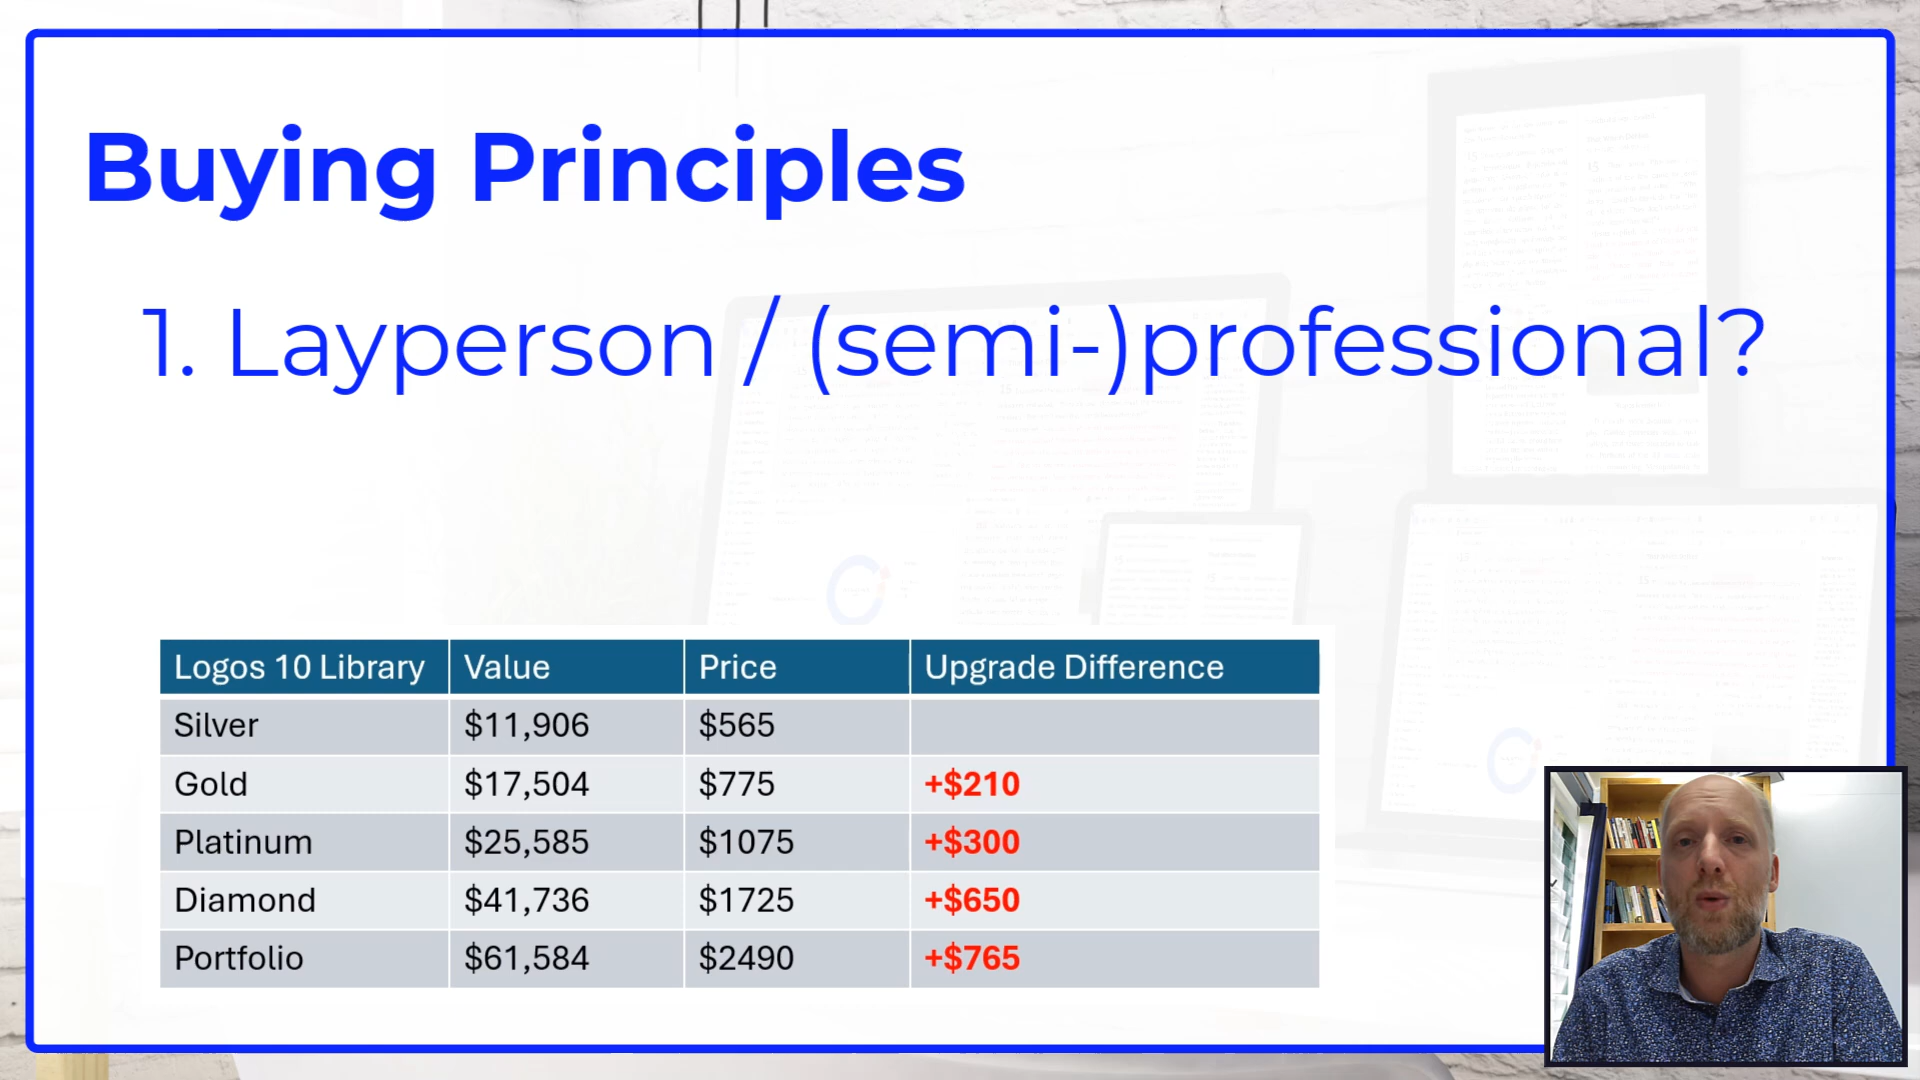 Buying Principles
1. Layperson / (semi-)professional?
Logos 10 Library Value Price Upgrade Difference
Silver $11,906 $565
Gold $17,504 $775 +$210
Platinum $25,585 $1075 +$300
Diamond $41,736 $1725 +$650
Portfolio $61,584 $2490 +$765